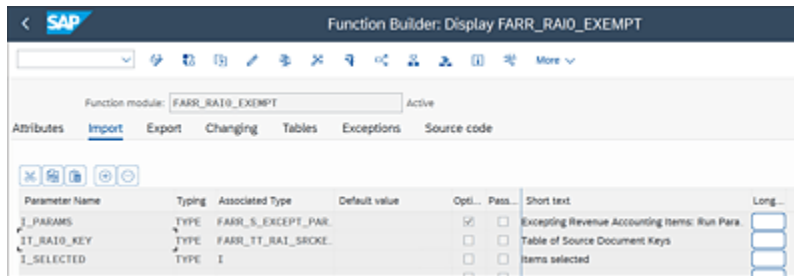 SAP Function Builder: Display FARR_RAI0_EXEMPT
More
Function module: FARR_RAI0_EXEMPT Active
Attributes Import Export Changing Tables Exceptions Source code
Parameter Name Typing Associated Type Default value Opti... Pass... Short text Long...
I_PARAMS TYPE FARR_S_EXCEPT_PAR. Excepting Revenue Accounting Items: Run Para.
IT_RAI0_KEY TYPE FARR_TT_RAI_SRCKE. Table of Source Document Keys
I_SELECTED TYPE I Items selected